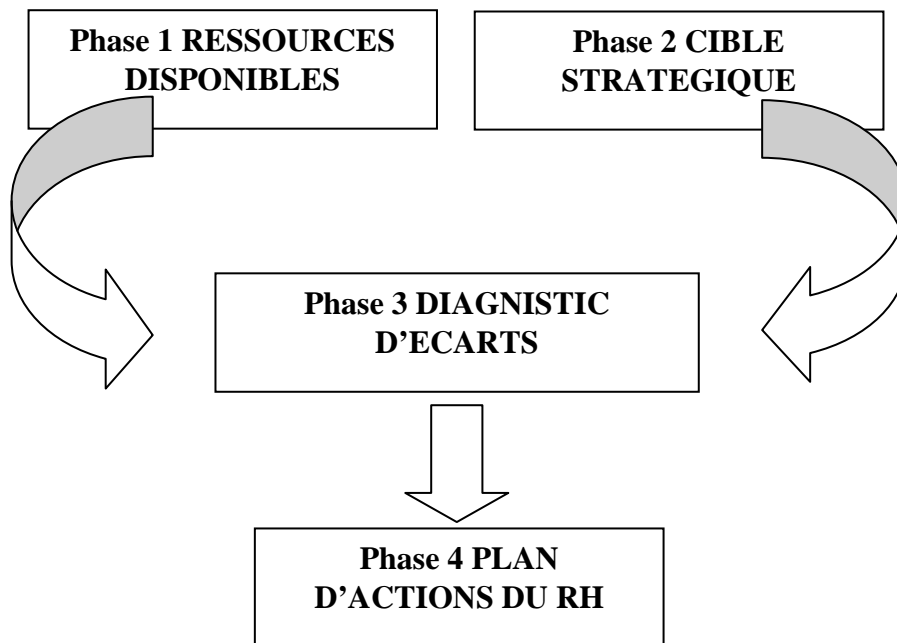 Phase 1 RESSOURCES
DISPONIBLES
Phase 2 CIBLE
STRATEGIQUE
Phase 3 DIAGNISTIC
D’ECARTS
Phase 4 PLAN
D’ACTIONS DU RH